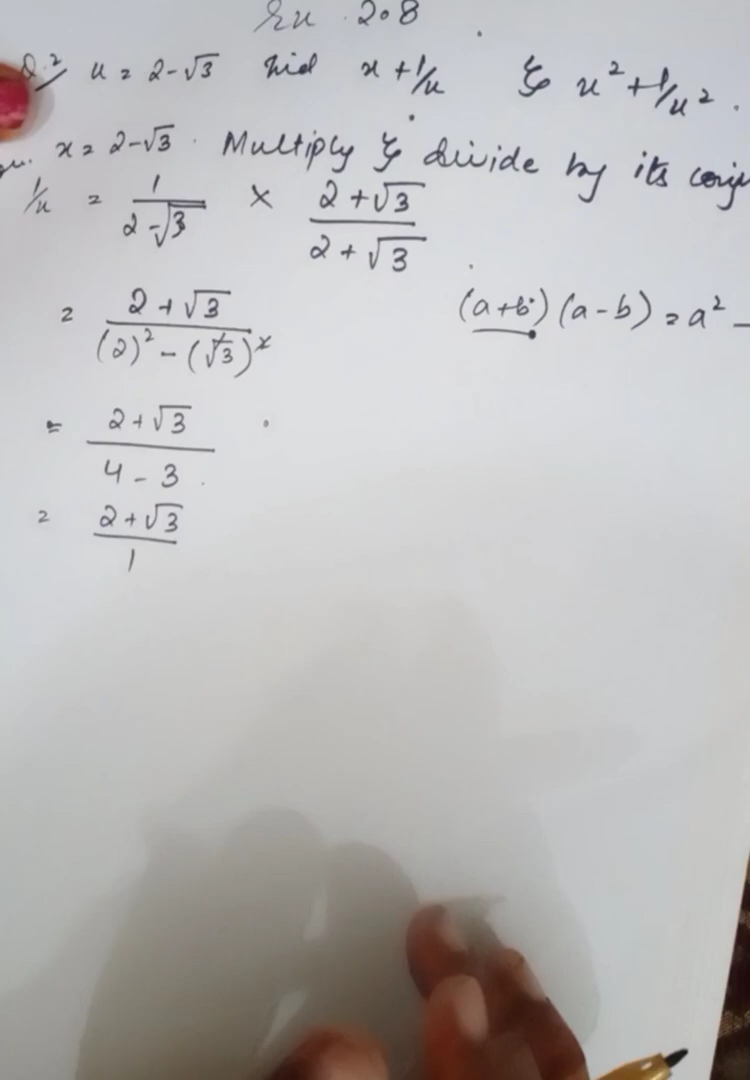 Ex 2.8
Q.2 x = 2-√3 find x + 1/x & x² + 1/x².
x = 2-√3. Multiply & divide by its
1/x = 1/(2-√3) × (2+√3)/(2+√3)
= (2+√3)/((2)² - (√3)²) (a+b)(a-b) = a² -
= (2+√3)/(4-3)
= (2+√3)/1